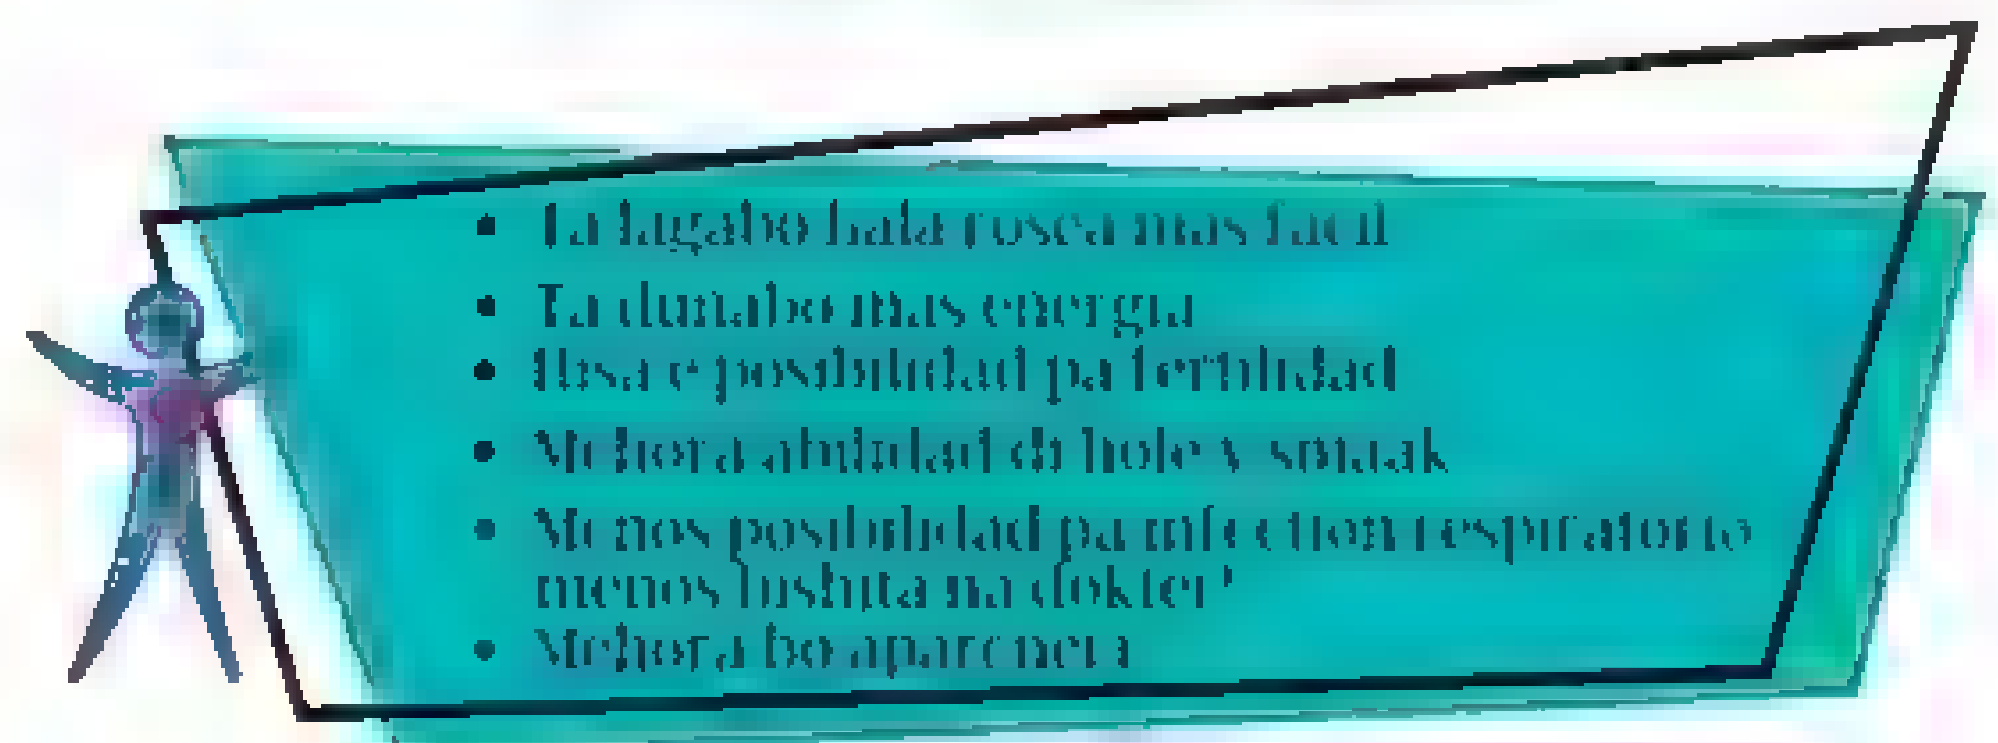 • Ta lagabo hala rosea mas facil
• Ta dunabo mas energia
• Hisa e posibilidad pa fertilidad
• Mehora abilidad di hole y smaak
• Menos posibilidad pa infection respiratorio
menos bishita na dokter!
• Mehora bo aparencia